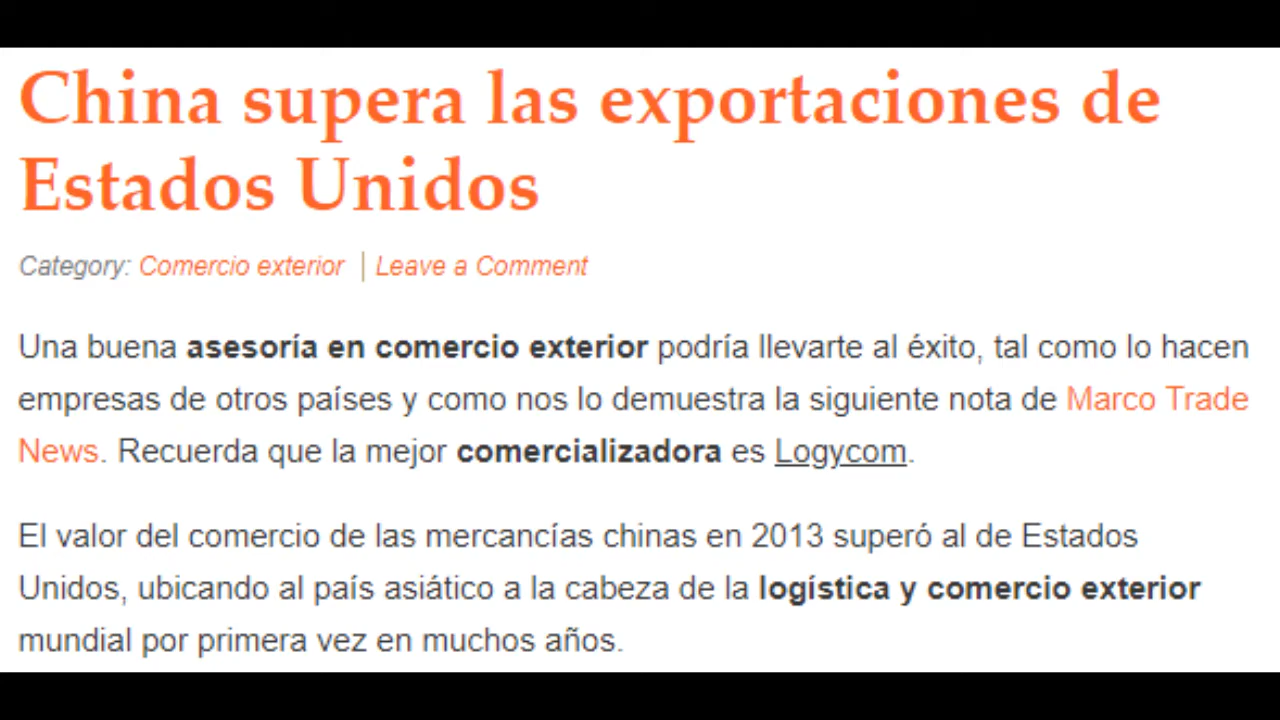 China supera las exportaciones de
Estados Unidos
Category: Comercio exterior | Leave a Comment
Una buena asesoría en comercio exterior podría llevarte al éxito, tal como lo hacen
empresas de otros países y como nos lo demuestra la siguiente nota de Marco Trade
News. Recuerda que la mejor comercializadora es Logycom.
El valor del comercio de las mercancías chinas en 2013 superó al de Estados
Unidos, ubicando al país asiático a la cabeza de la logística y comercio exterior
mundial por primera vez en muchos años.